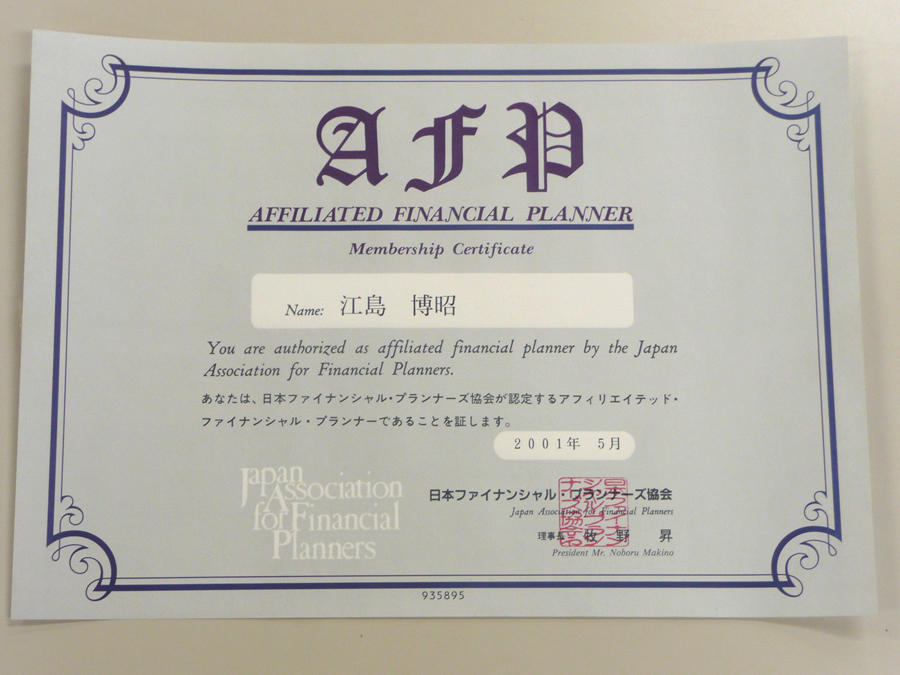 AFP
AFFILIATED FINANCIAL PLANNER
Membership Certificate
Name: 江島 博昭
You are authorized as affiliated financial planner by the Japan
Association for Financial Planners.
あなたは、日本ファイナンシャル・プランナーズ協会が認定するアフィリエイテッド・
ファイナンシャル・プランナーであることを証します。
2001年 5月
Japan
Association
for Financial
Planners
日本ファイナンシャル・プランナーズ協会
Japan Association for Financial Planners
理事長 牧野 昇
President Mr. Noboru Makino
935895